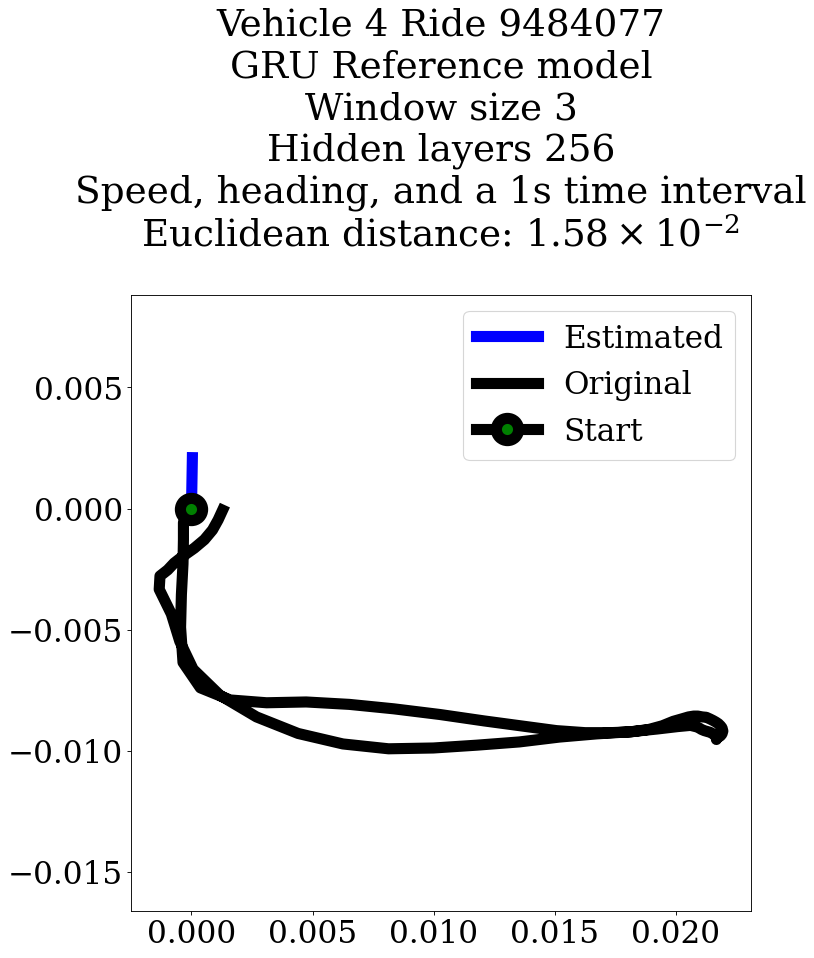 Vehicle 4 Ride 9484077
GRU Reference model
Window size 3
Hidden layers 256
Speed, heading, and a 1s time interval
Euclidean distance: 1.58 × 10⁻²
Estimated
Original
Start
0.005
0.000
−0.005
−0.010
−0.015
0.000 0.005 0.010 0.015 0.020